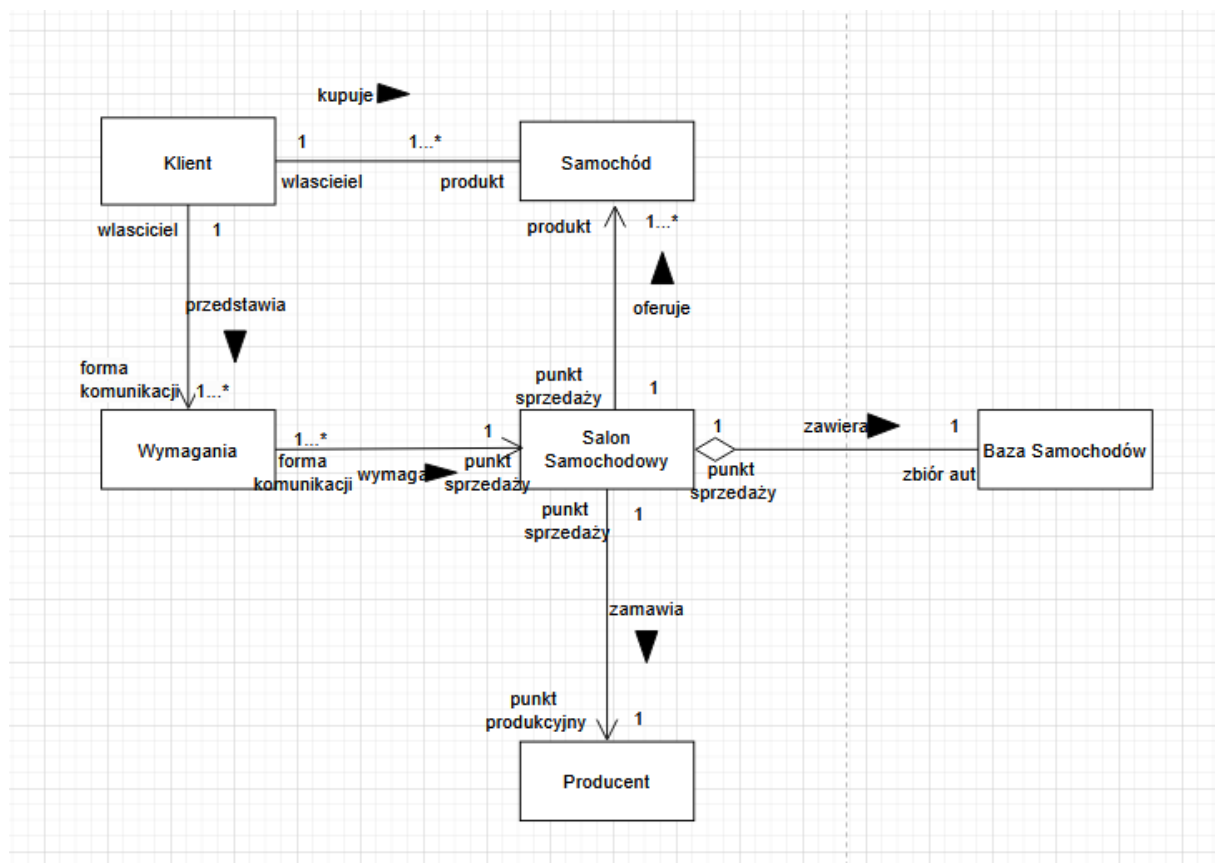 kupuje
1
1...*
Klient
Samochód
wlascieiel
produkt
wlasciciel
1
produkt
1...*
przedstawia
oferuje
forma
komunikacji
1...*
punkt
sprzedaży
1
Wymagania
1...*
1
forma
komunikacji
wymaga
punkt
sprzedaży
Salon
Samochodowy
1
zawiera
1
punkt
sprzedaży
zbiór aut
Baza Samochodów
punkt
sprzedaży
1
zamawia
punkt
produkcyjny
1
Producent